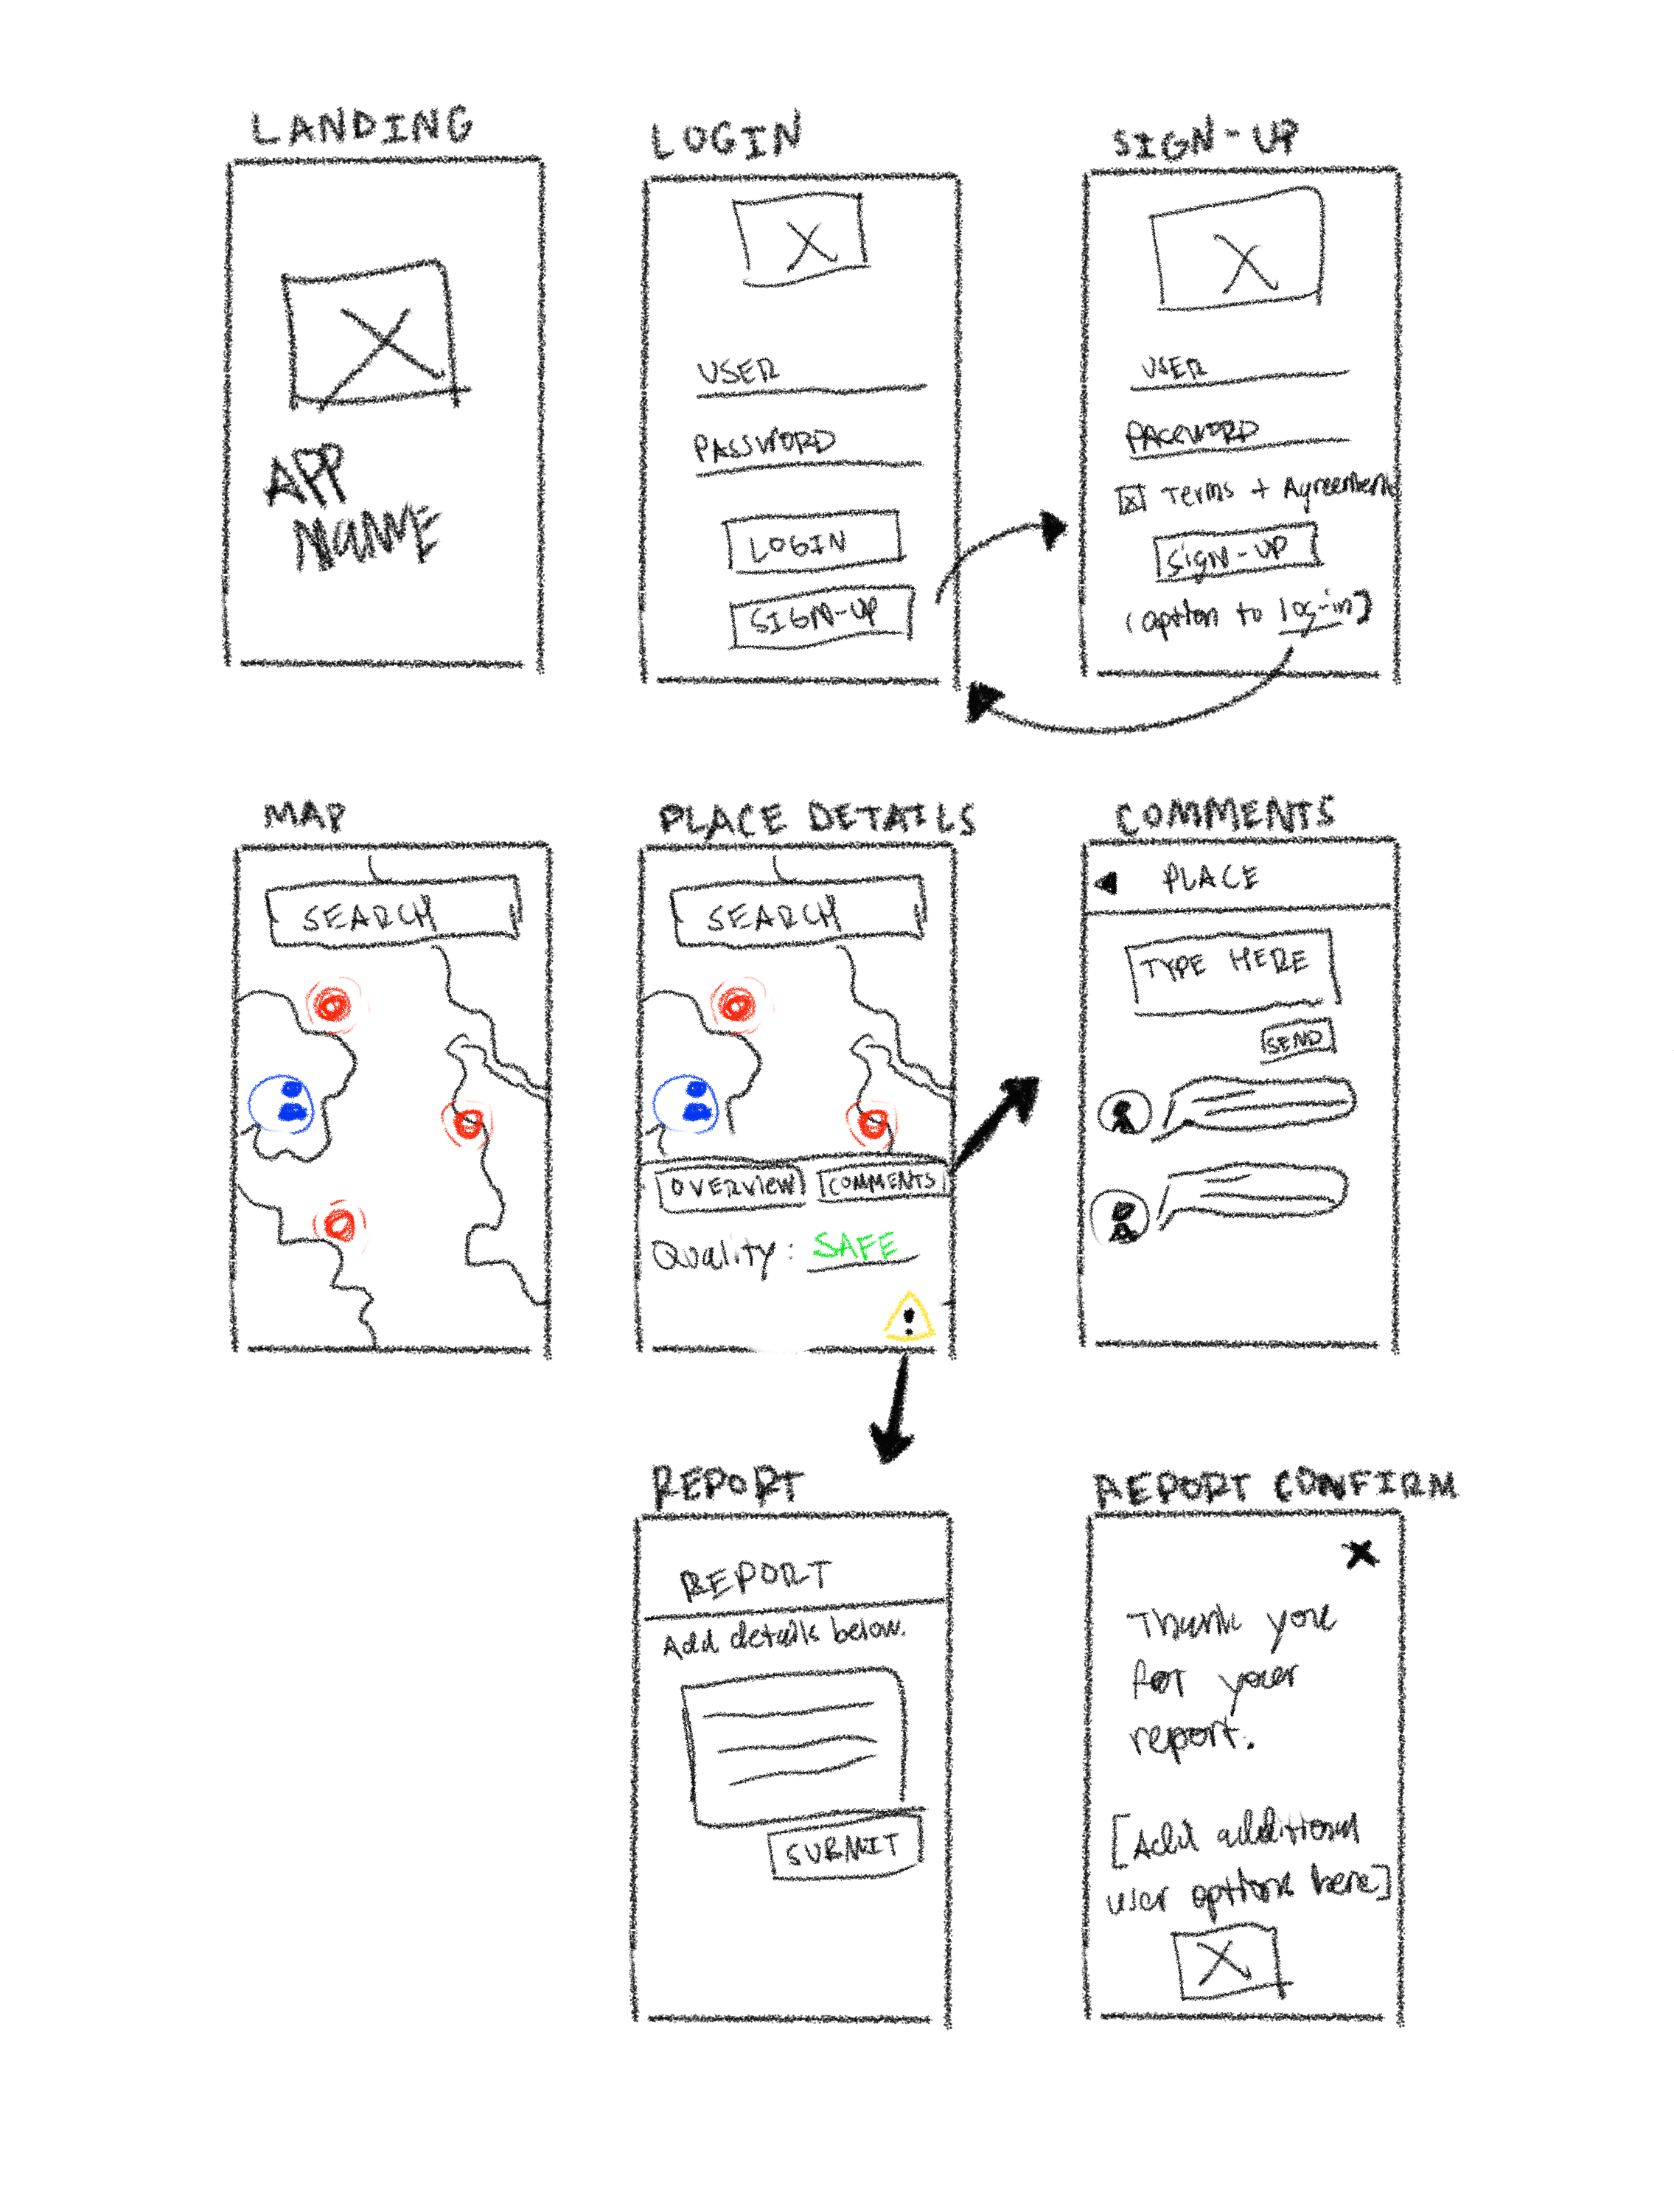 LANDING
APP
NAME
LOGIN
USER
PASSWORD
LOGIN
SIGN-UP
SIGN-UP
USER
PASSWORD
Terms + Agreement
SIGN-UP
(option to log-in)
MAP
SEARCH
PLACE DETAILS
SEARCH
OVERVIEW COMMENTS
Quality: SAFE
!
COMMENTS
PLACE
TYPE HERE
SEND
REPORT
REPORT
Add details below.
SUBMIT
REPORT CONFIRM
Thank you
for your
report.
[Add additional
user options here]